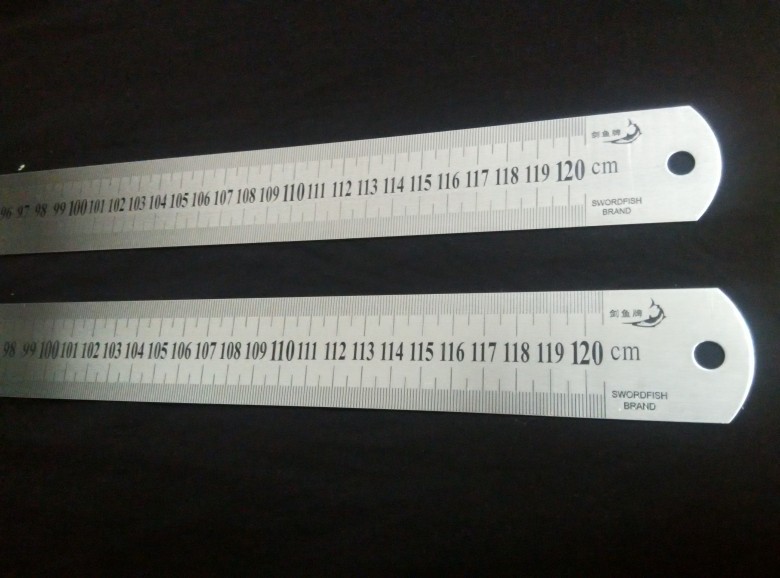 剑鱼牌
96 97 98 99 100 101 102 103 104 105 106 107 108 109 110 111 112 113 114 115 116 117 118 119 120 cm
SWORDFISH
BRAND
剑鱼牌
98 99 100 101 102 103 104 105 106 107 108 109 110 111 112 113 114 115 116 117 118 119 120 cm
SWORDFISH
BRAND